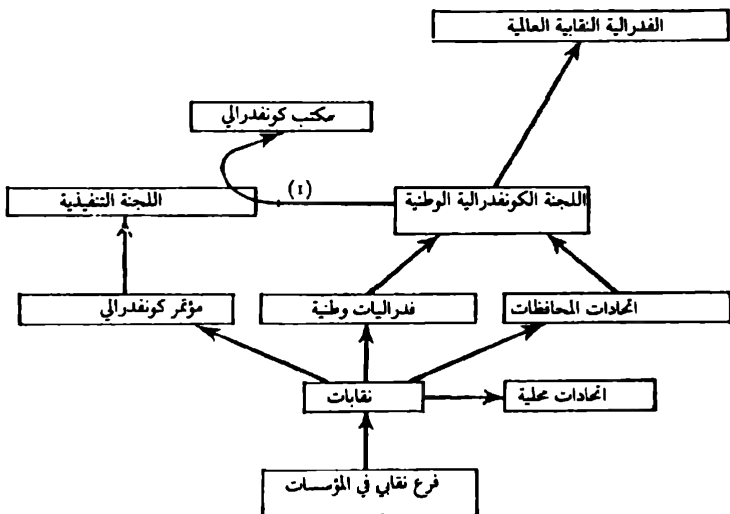 الفدرالية النقابية العالمية
مكتب كونفدرالي
اللجنة التنفيذية
(١)
اللجنة الكونفدرالية الوطنية
مؤتمر كونفدرالي
فدراليات وطنية
اتحادات المحافظات
نقابات
اتحادات محلية
فرع نقابي في المؤسسات